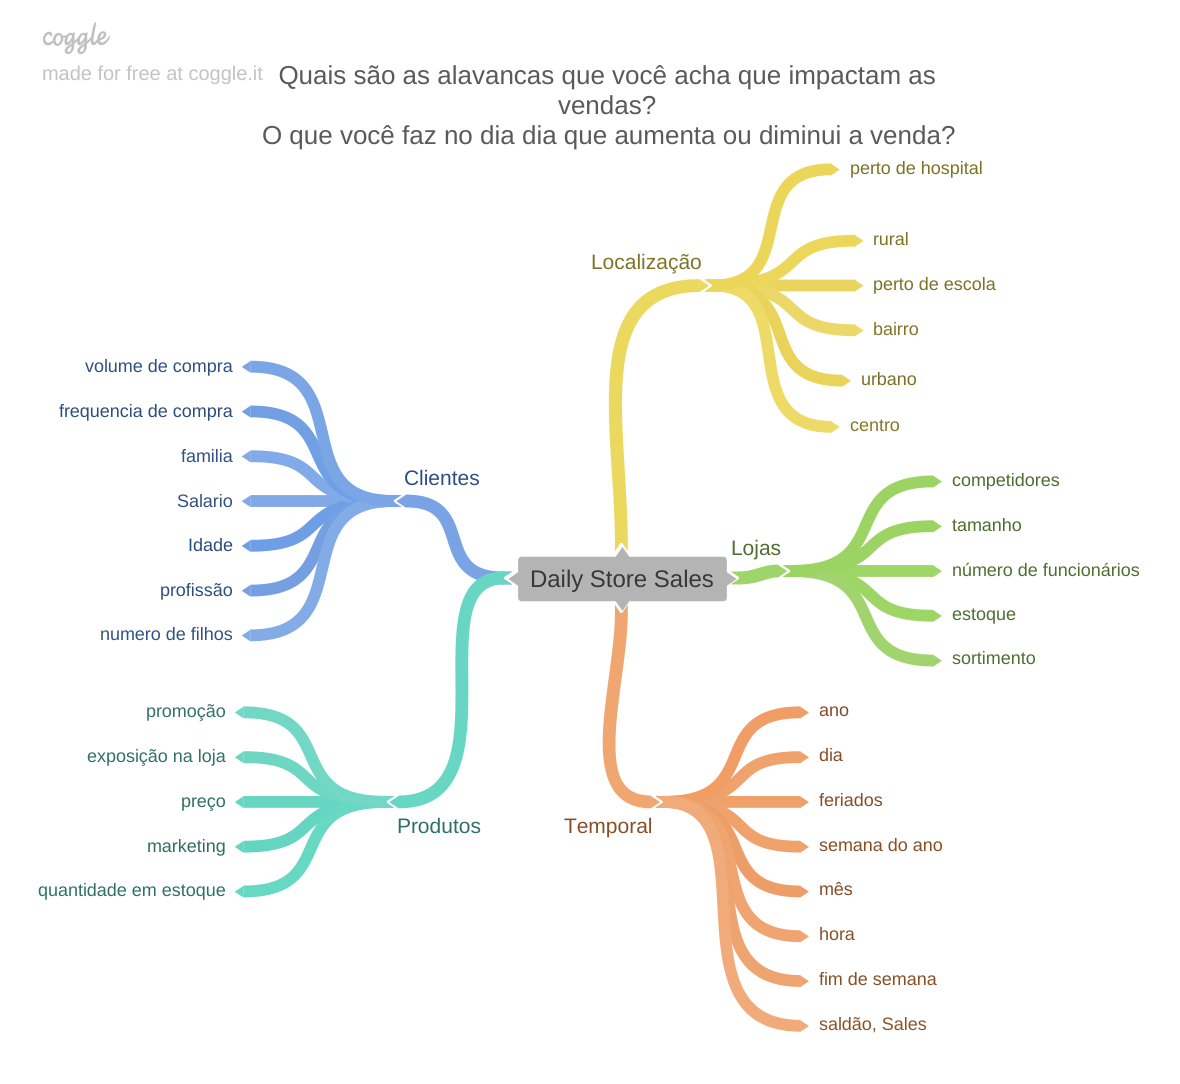 coggle
made for free at coggle.it
Quais são as alavancas que você acha que impactam as
vendas?
O que você faz no dia dia que aumenta ou diminui a venda?
Localização
perto de hospital
rural
perto de escola
bairro
urbano
centro
Clientes
volume de compra
frequencia de compra
familia
Salario
Idade
profissão
numero de filhos
Daily Store Sales
Lojas
competidores
tamanho
número de funcionários
estoque
sortimento
Produtos
promoção
exposição na loja
preço
marketing
quantidade em estoque
Temporal
ano
dia
feriados
semana do ano
mês
hora
fim de semana
saldão, Sales